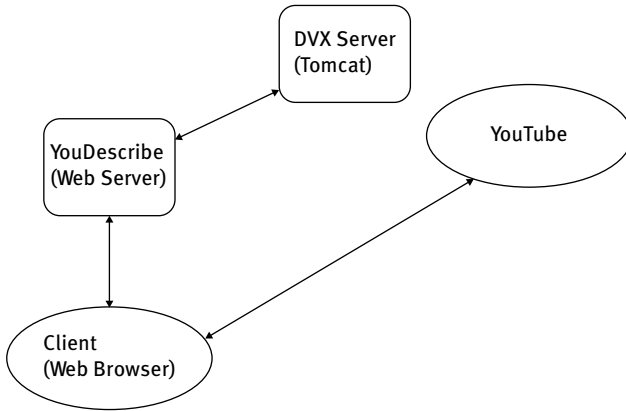 DVX Server
(Tomcat)
YouTube
YouDescribe
(Web Server)
Client
(Web Browser)